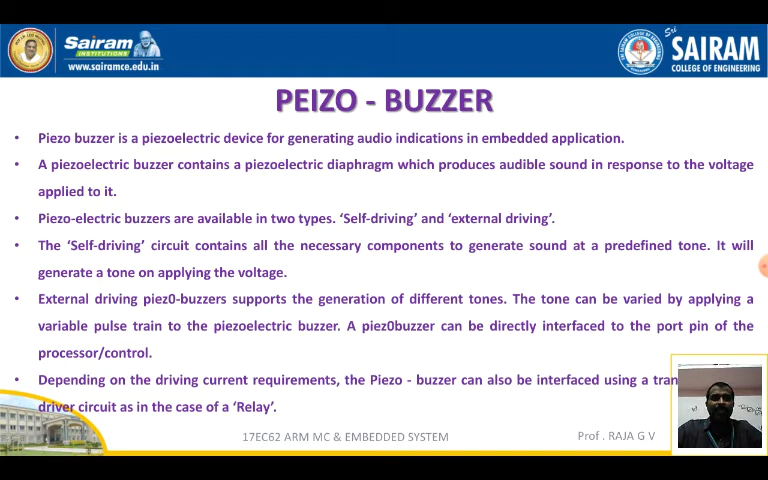 Sairam
INSTITUTIONS
www.sairamce.edu.in
Sri
SAIRAM
COLLEGE OF ENGINEERING
PEIZO - BUZZER
• Piezo buzzer is a piezoelectric device for generating audio indications in embedded application.
• A piezoelectric buzzer contains a piezoelectric diaphragm which produces audible sound in response to the voltage
applied to it.
• Piezo-electric buzzers are available in two types. ‘Self-driving’ and ‘external driving’.
• The ‘Self-driving’ circuit contains all the necessary components to generate sound at a predefined tone. It will
generate a tone on applying the voltage.
• External driving piez0-buzzers supports the generation of different tones. The tone can be varied by applying a
variable pulse train to the piezoelectric buzzer. A piez0buzzer can be directly interfaced to the port pin of the
processor/control.
• Depending on the driving current requirements, the Piezo - buzzer can also be interfaced using a tran
driver circuit as in the case of a ‘Relay’.
17EC62 ARM MC & EMBEDDED SYSTEM
Prof . RAJA G V